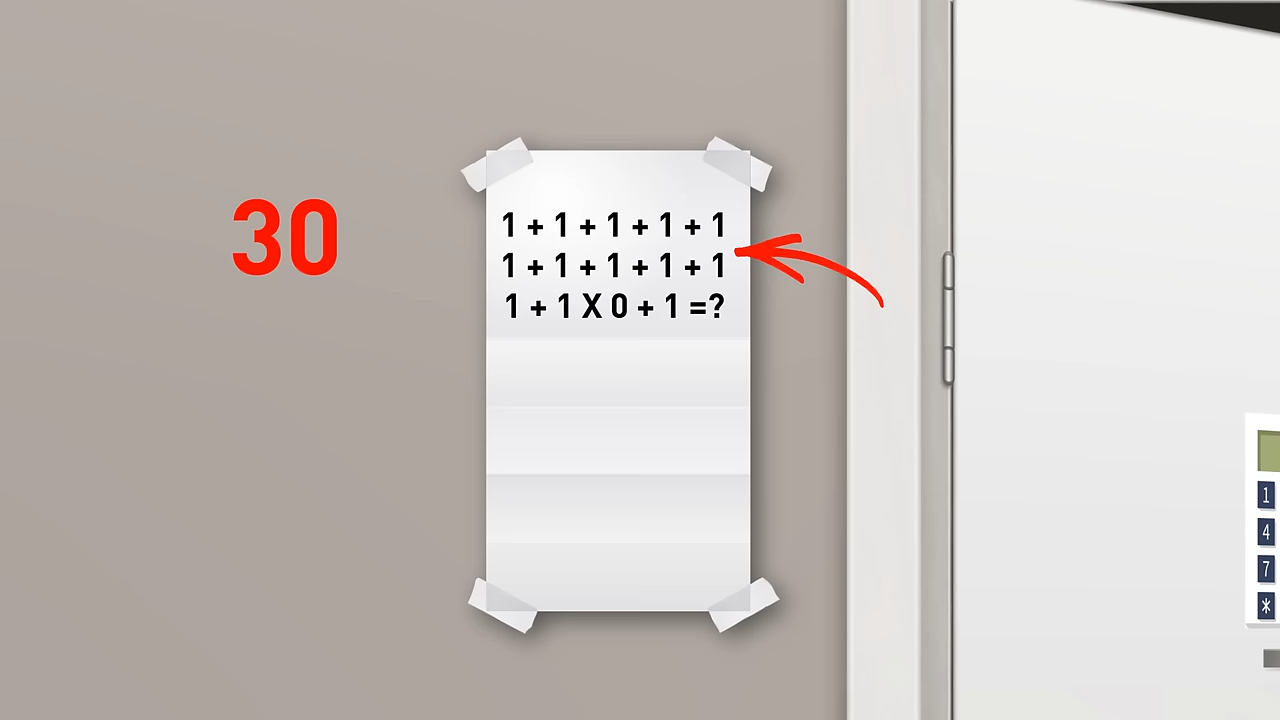 30
1 + 1 + 1 + 1 + 1
1 + 1 + 1 + 1 + 1
1 + 1 X 0 + 1 =?
1
4
7
*